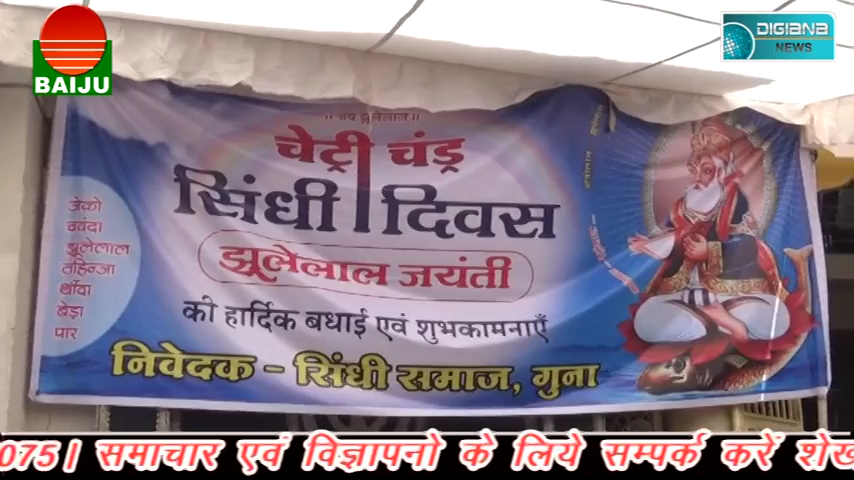 BAIJU
DIGIANA
NEWS
॥ जय झूलेलाल॥
चेट्री चंड्र
सिंधी दिवस
झूलेलाल जयंती
की हार्दिक बधाई एवं शुभकामनाएँ
निवेदक - सिंधी समाज, गुना
जेको
चवंदा
झूलेलाल
तहिन्जा
थींदा
बेड़ा
पार
075। समाचार एवं विज्ञापनो के लिये सम्पर्क करें शेख